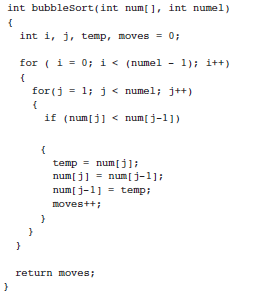 int bubbleSort(int num[], int numel)
{
int i, j, temp, moves = 0;
for ( i = 0; i < (numel - 1); i++)
{
for(j = 1; j < numel; j++)
{
if (num[j] < num[j-1])
{
temp = num[j];
num[j] = num[j-1];
num[j-1] = temp;
moves++;
}
}
}
return moves;
}